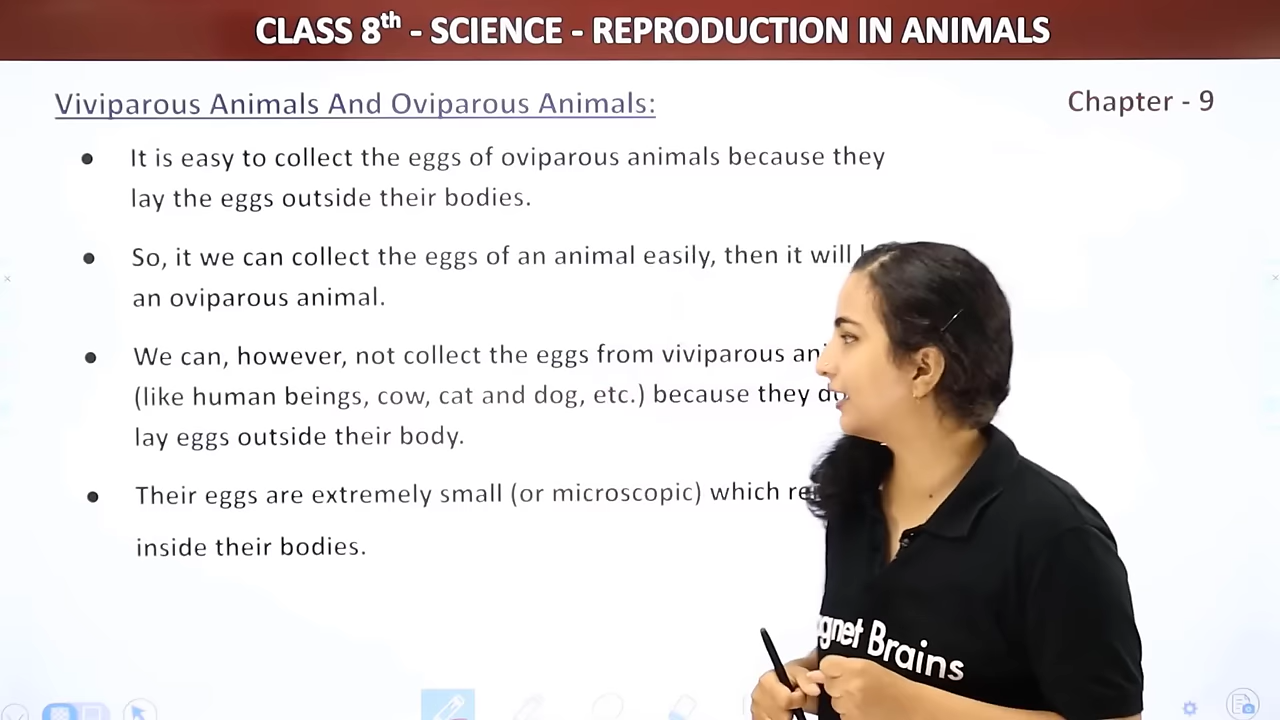 CLASS 8th - SCIENCE - REPRODUCTION IN ANIMALS
Viviparous Animals And Oviparous Animals:
Chapter - 9
It is easy to collect the eggs of oviparous animals because they
lay the eggs outside their bodies.
So, it we can collect the eggs of an animal easily, then it will
an oviparous animal.
We can, however, not collect the eggs from viviparous
(like human beings, cow, cat and dog, etc.) because they
lay eggs outside their body.
Their eggs are extremely small (or microscopic) which
inside their bodies.
gnet Brains